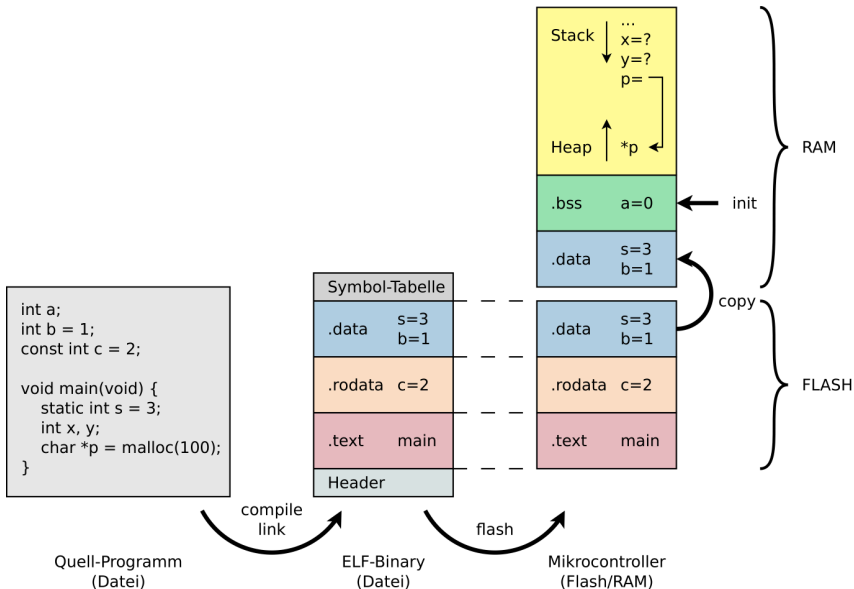 int a;
int b = 1;
const int c = 2;
void main(void) {
static int s = 3;
int x, y;
char *p = malloc(100);
}
Quell-Programm
(Datei)
compile
link
Symbol-Tabelle
.data s=3
b=1
.rodata c=2
.text main
Header
ELF-Binary
(Datei)
flash
Stack
...
x=?
y=?
p=
Heap *p
.bss a=0
.data s=3
b=1
.data s=3
b=1
.rodata c=2
.text main
Mikrocontroller
(Flash/RAM)
init
copy
RAM
FLASH